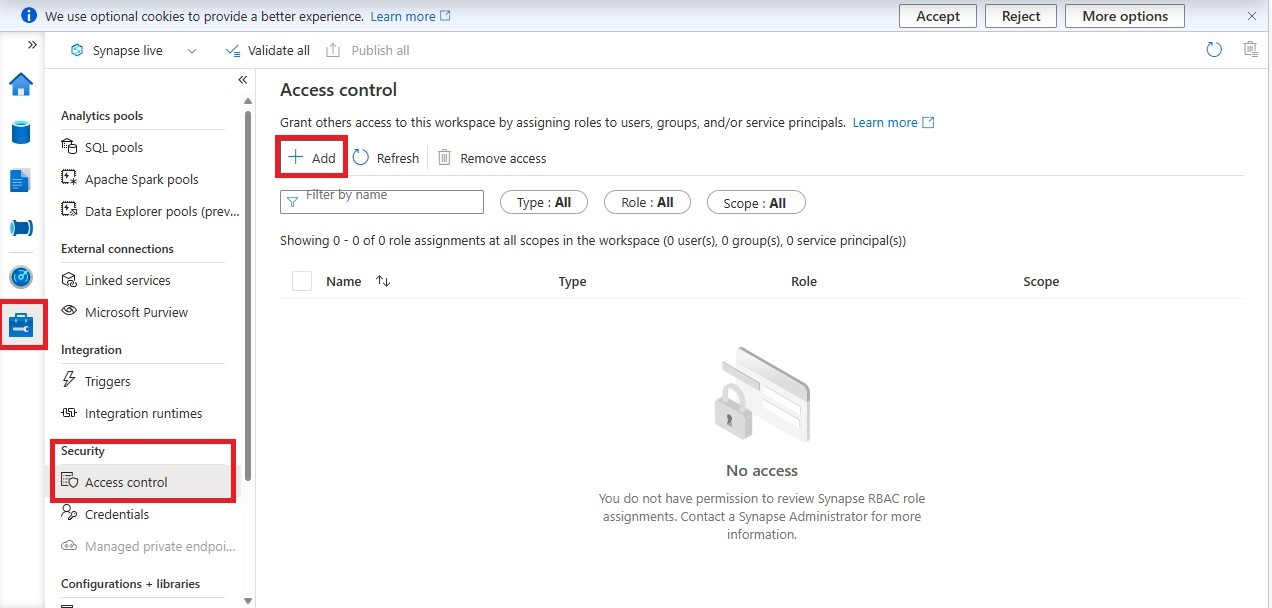 We use optional cookies to provide a better experience. Learn more
Accept
Reject
More options
Synapse live
Validate all
Publish all
Analytics pools
SQL pools
Apache Spark pools
Data Explorer pools (prev...
External connections
Linked services
Microsoft Purview
Integration
Triggers
Integration runtimes
Security
Access control
Credentials
Managed private endpoi...
Configurations + libraries
Access control
Grant others access to this workspace by assigning roles to users, groups, and/or service principals. Learn more
Add
Refresh
Remove access
Filter by name
Type : All
Role : All
Scope : All
Showing 0 - 0 of 0 role assignments at all scopes in the workspace (0 user(s), 0 group(s), 0 service principal(s))
Name
Type
Role
Scope
No access
You do not have permission to review Synapse RBAC role
assignments. Contact a Synapse Administrator for more
information.